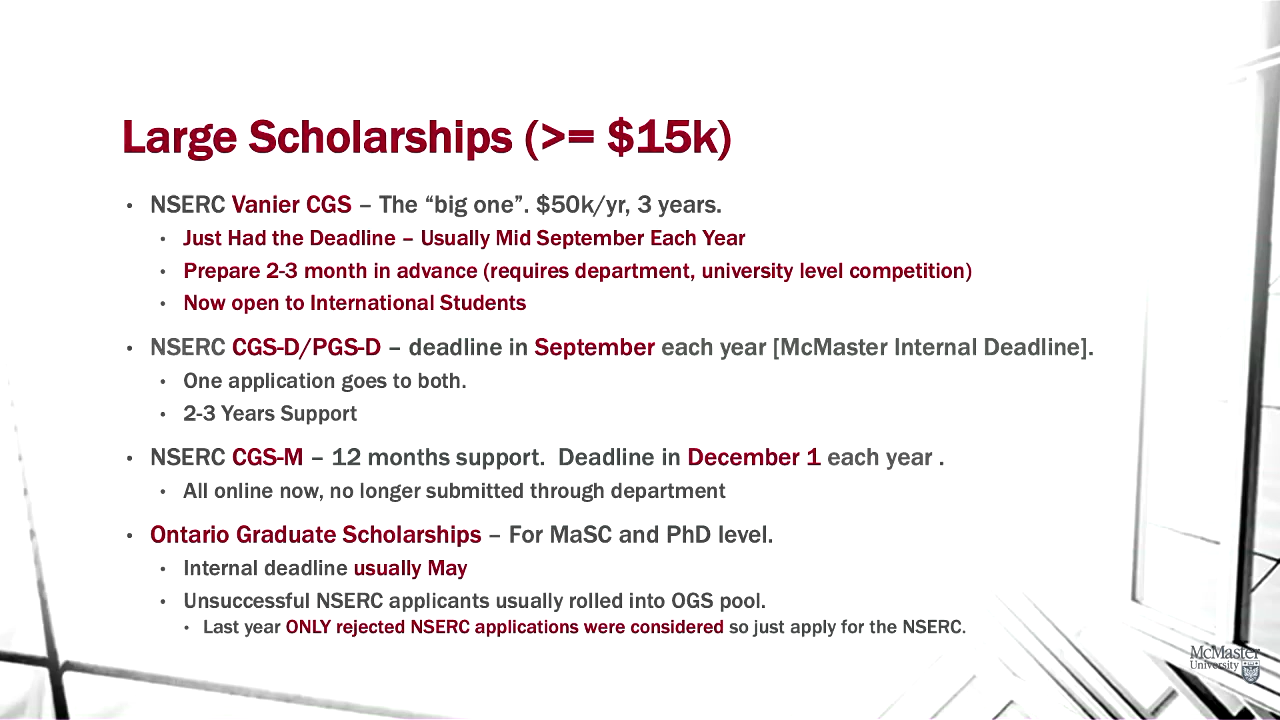 Large Scholarships (>= $15k)
• NSERC Vanier CGS – The “big one”. $50k/yr, 3 years.
• Just Had the Deadline – Usually Mid September Each Year
• Prepare 2-3 month in advance (requires department, university level competition)
• Now open to International Students
• NSERC CGS-D/PGS-D – deadline in September each year [McMaster Internal Deadline].
• One application goes to both.
• 2-3 Years Support
• NSERC CGS-M – 12 months support.  Deadline in December 1 each year .
• All online now, no longer submitted through department
• Ontario Graduate Scholarships – For MaSC and PhD level.
• Internal deadline usually May
• Unsuccessful NSERC applicants usually rolled into OGS pool.
• Last year ONLY rejected NSERC applications were considered so just apply for the NSERC.
McMaster
University